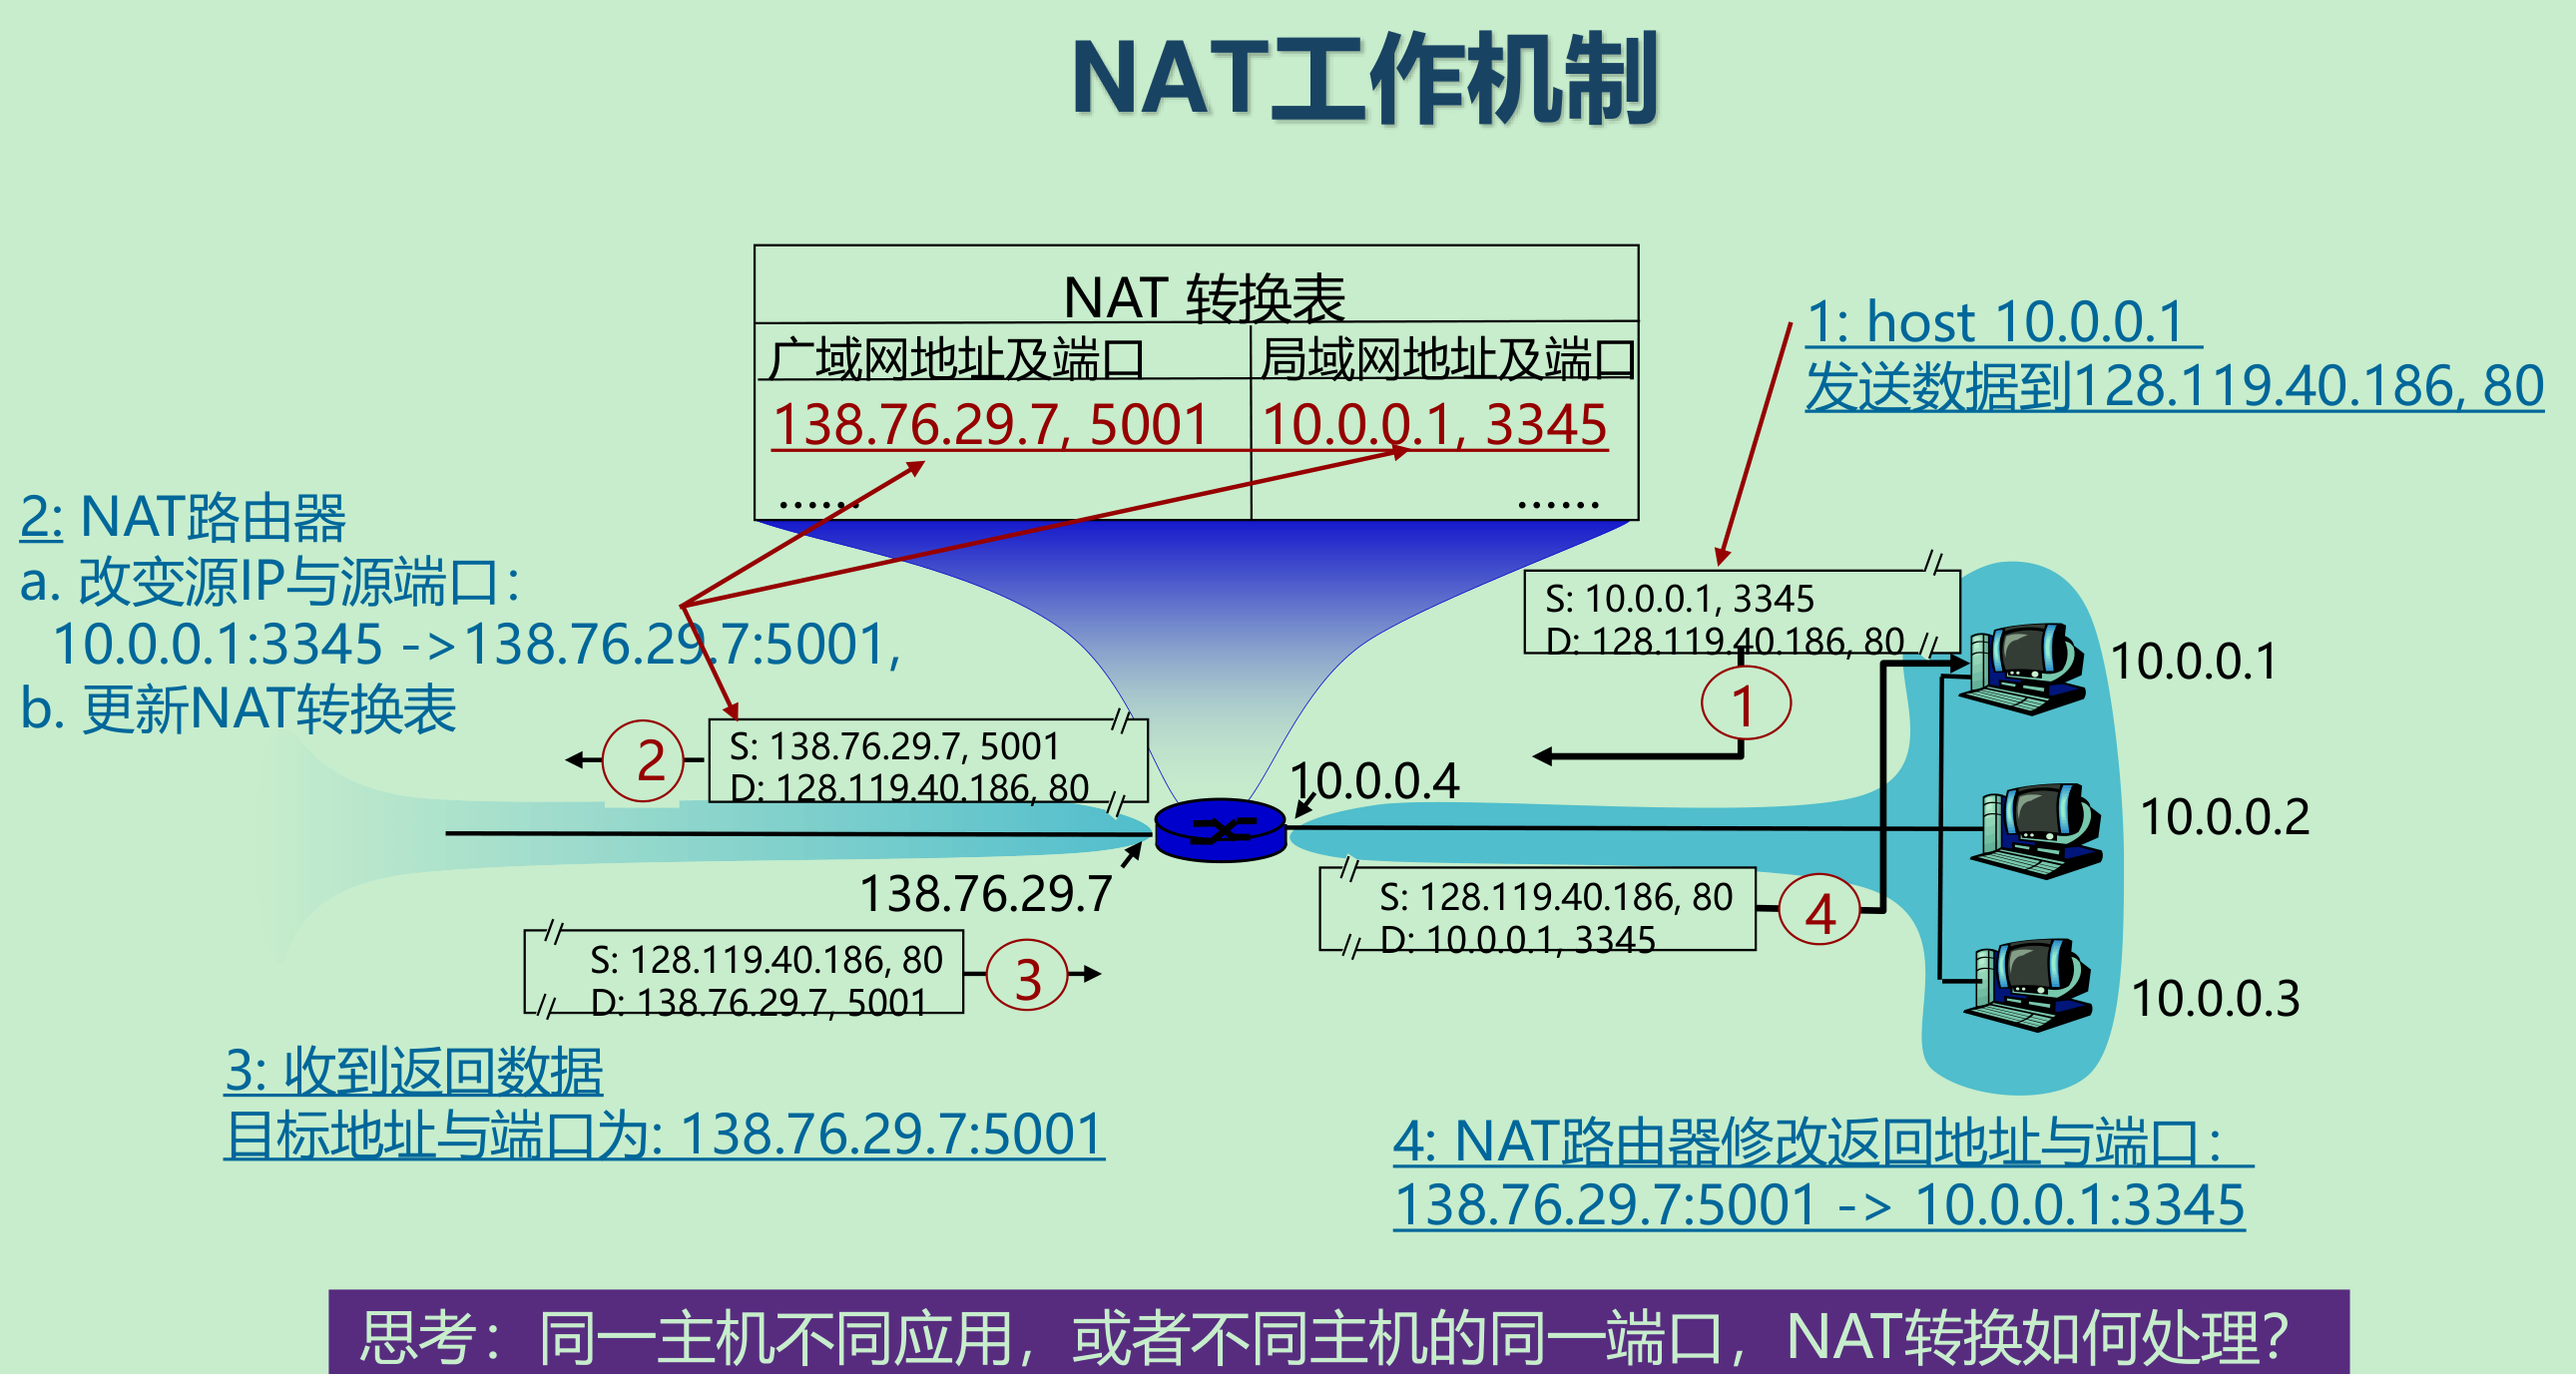 NAT工作机制
NAT 转换表
广域网地址及端口 局域网地址及端口
138.76.29.7, 5001 10.0.0.1, 3345
…… ……
1: host 10.0.0.1
发送数据到128.119.40.186, 80
2: NAT路由器
a. 改变源IP与源端口：
10.0.0.1:3345 ->138.76.29.7:5001,
b. 更新NAT转换表
S: 10.0.0.1, 3345
D: 128.119.40.186, 80
1
10.0.0.1
2
S: 138.76.29.7, 5001
D: 128.119.40.186, 80
10.0.0.4
10.0.0.2
138.76.29.7
S: 128.119.40.186, 80
D: 10.0.0.1, 3345
4
S: 128.119.40.186, 80
D: 138.76.29.7, 5001
3
10.0.0.3
3: 收到返回数据
目标地址与端口为: 138.76.29.7:5001
4: NAT路由器修改返回地址与端口：
138.76.29.7:5001 -> 10.0.0.1:3345
思考：同一主机不同应用，或者不同主机的同一端口，NAT转换如何处理？